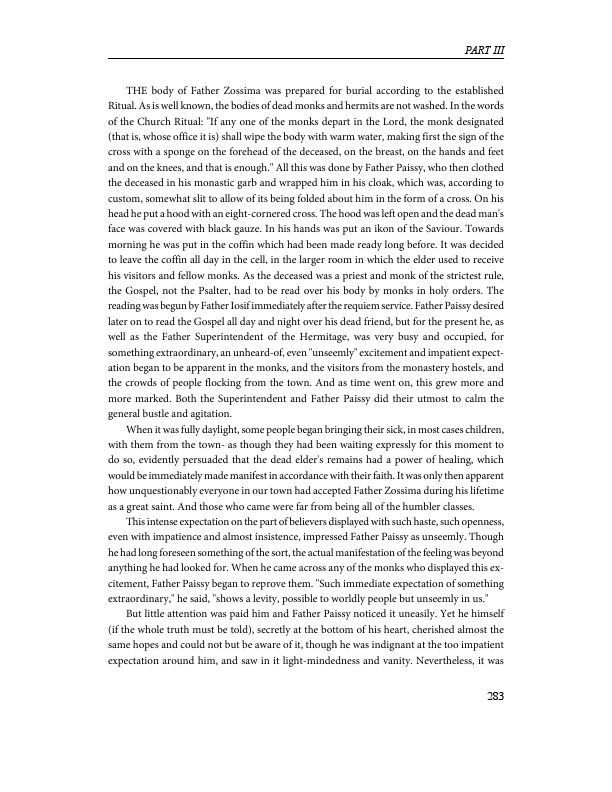 PART III
THE body of Father Zossima was prepared for burial according to the established
Ritual. As is well known, the bodies of dead monks and hermits are not washed. In the words
of the Church Ritual: "If any one of the monks depart in the Lord, the monk designated
(that is, whose office it is) shall wipe the body with warm water, making first the sign of the
cross with a sponge on the forehead of the deceased, on the breast, on the hands and feet
and on the knees, and that is enough." All this was done by Father Paissy, who then clothed
the deceased in his monastic garb and wrapped him in his cloak, which was, according to
custom, somewhat slit to allow of its being folded about him in the form of a cross. On his
head he put a hood with an eight-cornered cross. The hood was left open and the dead man's
face was covered with black gauze. In his hands was put an ikon of the Saviour. Towards
morning he was put in the coffin which had been made ready long before. It was decided
to leave the coffin all day in the cell, in the larger room in which the elder used to receive
his visitors and fellow monks. As the deceased was a priest and monk of the strictest rule,
the Gospel, not the Psalter, had to be read over his body by monks in holy orders. The
reading was begun by Father Iosif immediately after the requiem service. Father Paissy desired
later on to read the Gospel all day and night over his dead friend, but for the present he, as
well as the Father Superintendent of the Hermitage, was very busy and occupied, for
something extraordinary, an unheard-of, even "unseemly" excitement and impatient expect-
ation began to be apparent in the monks, and the visitors from the monastery hostels, and
the crowds of people flocking from the town. And as time went on, this grew more and
more marked. Both the Superintendent and Father Paissy did their utmost to calm the
general bustle and agitation.
When it was fully daylight, some people began bringing their sick, in most cases children,
with them from the town- as though they had been waiting expressly for this moment to
do so, evidently persuaded that the dead elder's remains had a power of healing, which
would be immediately made manifest in accordance with their faith. It was only then apparent
how unquestionably everyone in our town had accepted Father Zossima during his lifetime
as a great saint. And those who came were far from being all of the humbler classes.
This intense expectation on the part of believers displayed with such haste, such openness,
even with impatience and almost insistence, impressed Father Paissy as unseemly. Though
he had long foreseen something of the sort, the actual manifestation of the feeling was beyond
anything he had looked for. When he came across any of the monks who displayed this ex-
citement, Father Paissy began to reprove them. "Such immediate expectation of something
extraordinary," he said, "shows a levity, possible to worldly people but unseemly in us."
But little attention was paid him and Father Paissy noticed it uneasily. Yet he himself
(if the whole truth must be told), secretly at the bottom of his heart, cherished almost the
same hopes and could not but be aware of it, though he was indignant at the too impatient
expectation around him, and saw in it light-mindedness and vanity. Nevertheless, it was
283